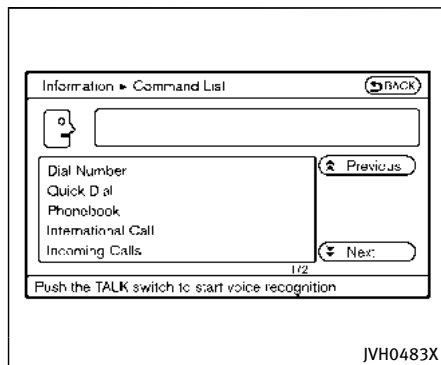 Information ▸ Command List
BACK
Dial Number
Previous
Quick Dial
Phonebook
International Call
Incoming Calls
Next
1/2
Push the TALK switch to start voice recognition
JVH0483X